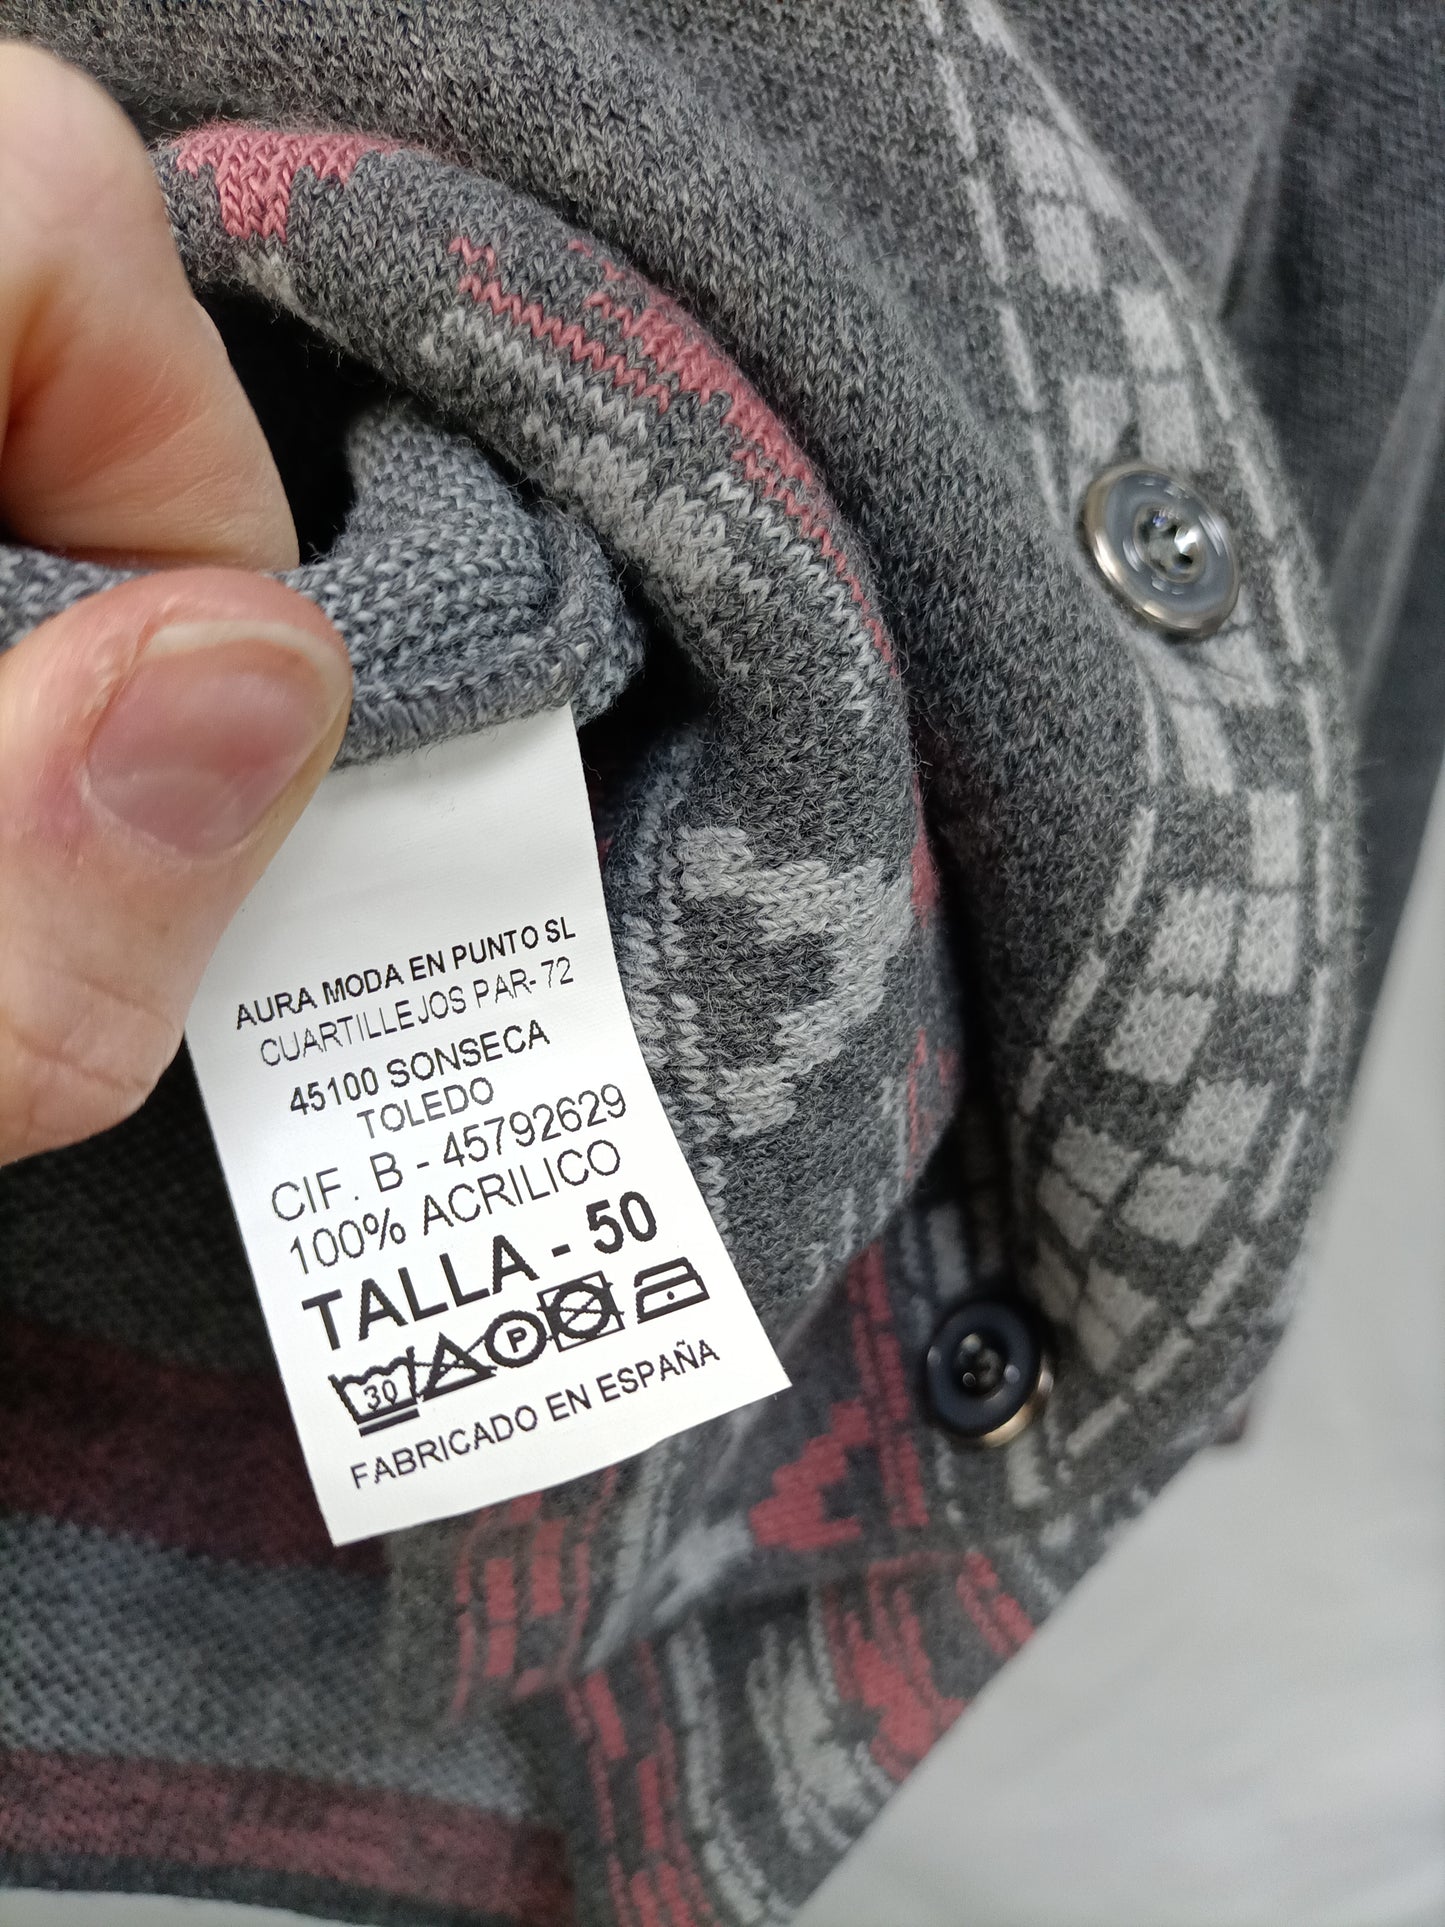 AURA MODA EN PUNTO SL
CUARTILLEJOS PAR-72
45100 SONSECA
TOLEDO
CIF. B - 45792629
100% ACRILICO
TALLA - 50
30 P
FABRICADO EN ESPAÑA